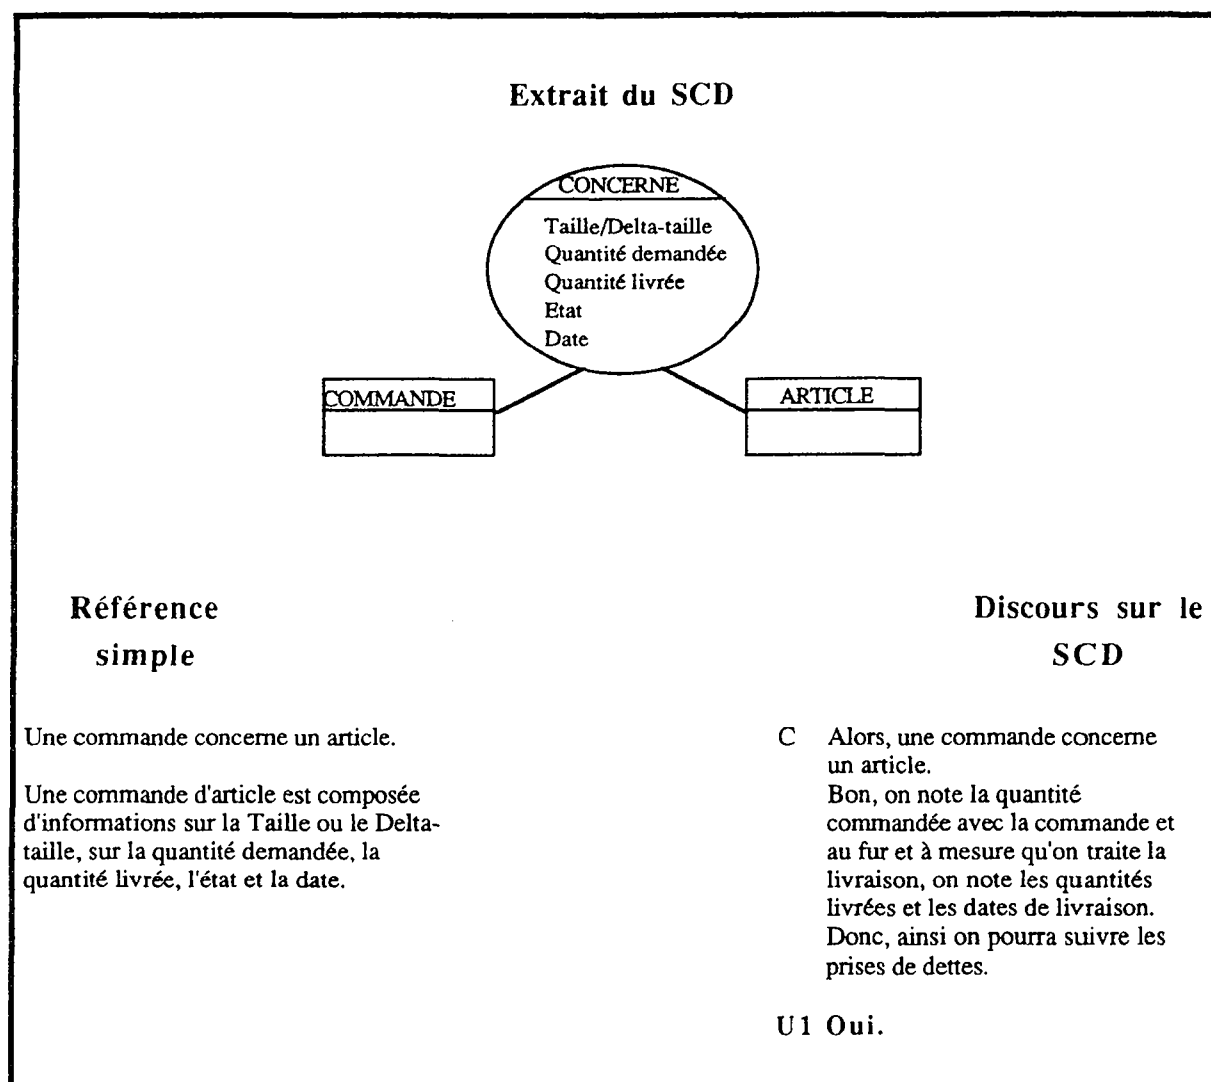 Extrait du SCD
CONCERNE
Taille/Delta-taille
Quantité demandée
Quantité livrée
Etat
Date
COMMANDE
ARTICLE
Référence
simple
Une commande concerne un article.
Une commande d'article est composée
d'informations sur la Taille ou le Delta-
taille, sur la quantité demandée, la
quantité livrée, l'état et la date.
Discours sur le
SCD
C Alors, une commande concerne
un article.
Bon, on note la quantité
commandée avec la commande et
au fur et à mesure qu'on traite la
livraison, on note les quantités
livrées et les dates de livraison.
Donc, ainsi on pourra suivre les
prises de dettes.
U1 Oui.